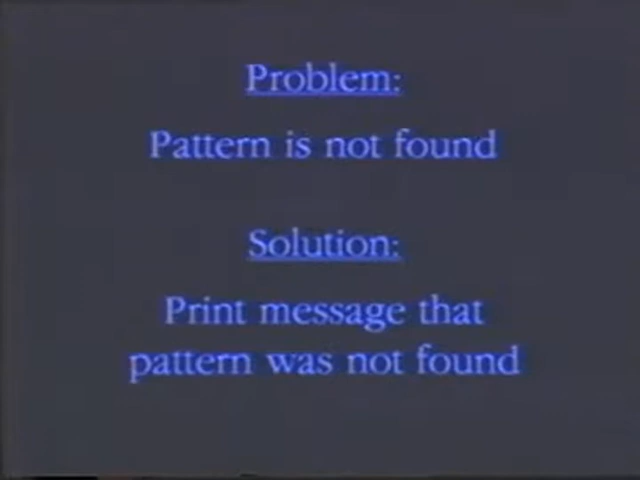 Problem:
Pattern is not found
Solution:
Print message that
pattern was not found